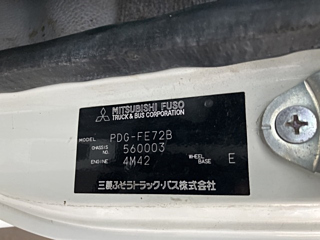 MITSUBISHI FUSO
TRUCK & BUS CORPORATION
MODEL PDG-FE72B
CHASSIS NO. 560003
ENGINE 4M42 WHEEL BASE E
三菱ふそうトラック・バス株式会社